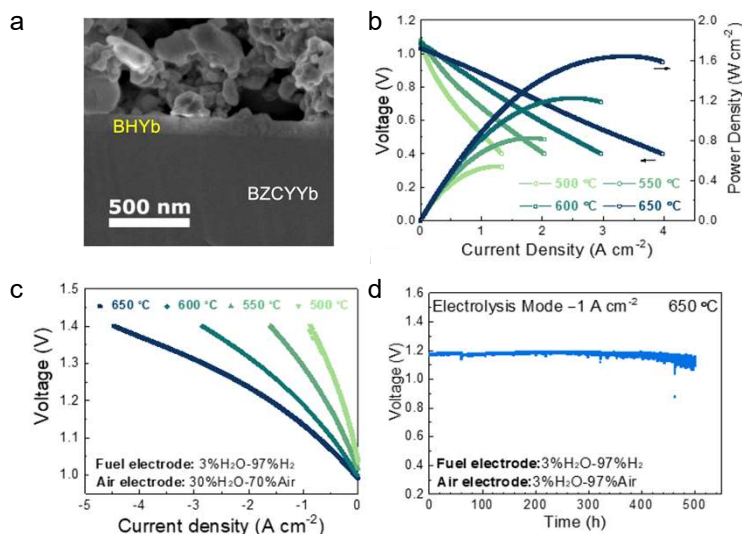 a
BHYb
BZCYYb
500 nm
b
Voltage (V)
1.2
1.0
0.8
0.6
0.4
0.2
0.0
0 1 2 3 4
Current Density (A cm-2)
500 °C 550 °C
600 °C 650 °C
2.0
1.6
1.2
0.8
0.4
0.0
Power Density (W cm-2)
c
Voltage (V)
1.5
1.4
1.3
1.2
1.1
1.0
650 °C 600 °C 550 °C 500 °C
Fuel electrode: 3%H2O-97%H2
Air electrode: 30%H2O-70%Air
-5 -4 -3 -2 -1 0
Current density (A cm-2)
d
Electrolysis Mode −1 A cm-2 650 °C
Voltage (V)
1.6
1.4
1.2
1.0
0.8
0.6
0.4
0.2
Fuel electrode:3%H2O-97%H2
Air electrode:3%H2O-97%Air
0 100 200 300 400 500
Time (h)